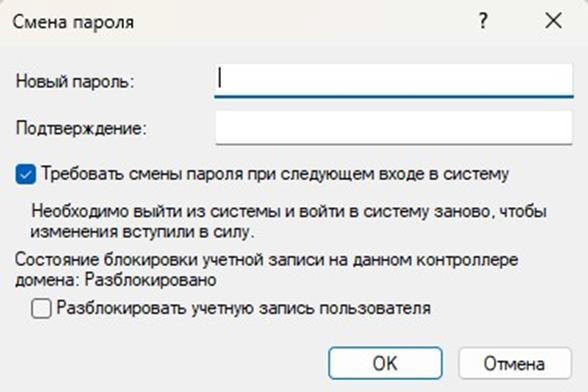 Смена пароля
?
Новый пароль:
Подтверждение:
Требовать смены пароля при следующем входе в систему
Необходимо выйти из системы и войти в систему заново, чтобы
изменения вступили в силу.
Состояние блокировки учетной записи на данном контроллере
домена: Разблокировано
Разблокировать учетную запись пользователя
ОК
Отмена